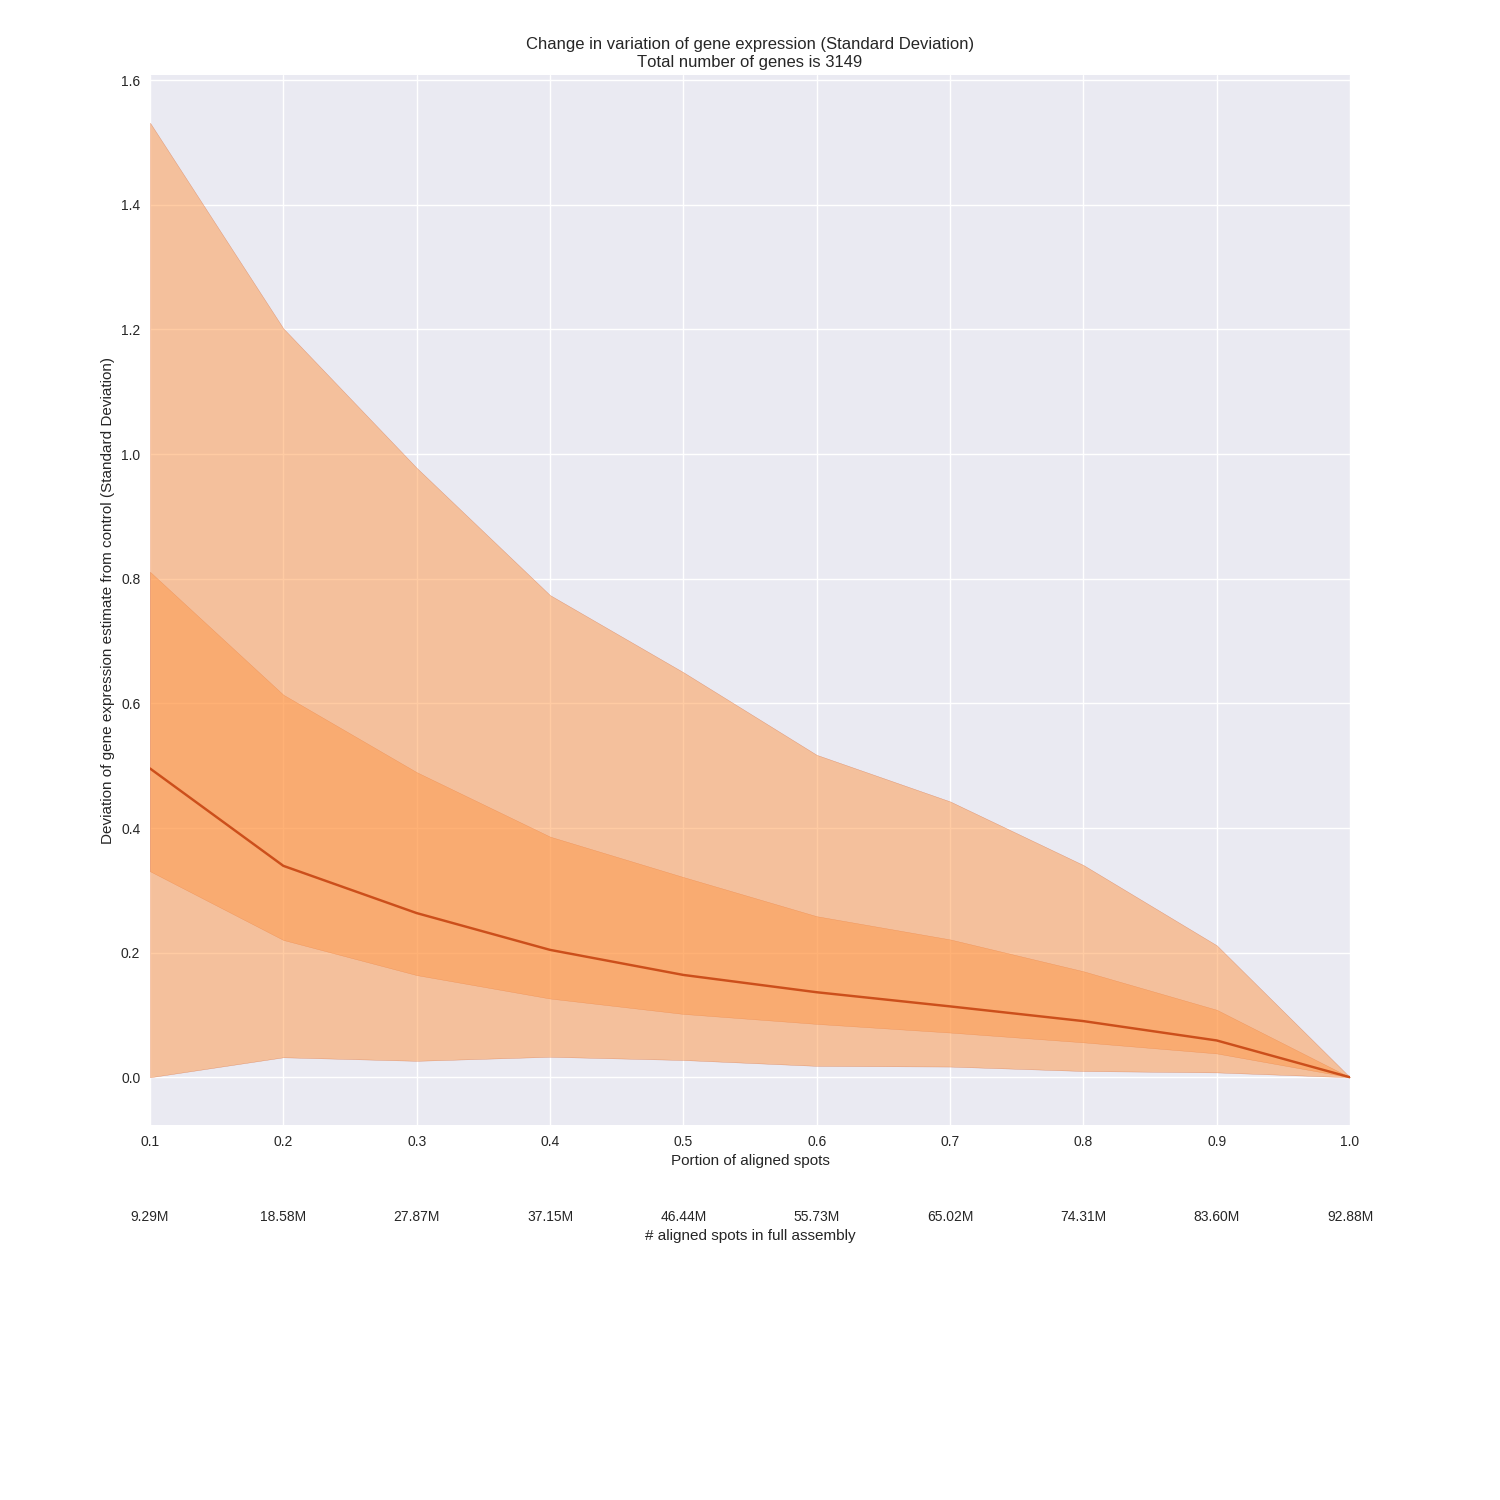 Change in variation of gene expression (Standard Deviation)
Total number of genes is 3149
1.6
1.4
1.2
1.0
0.8
0.6
0.4
0.2
0.0
Deviation of gene expression estimate from control (Standard Deviation)
0.1 0.2 0.3 0.4 0.5 0.6 0.7 0.8 0.9 1.0
Portion of aligned spots
9.29M 18.58M 27.87M 37.15M 46.44M 55.73M 65.02M 74.31M 83.60M 92.88M
# aligned spots in full assembly